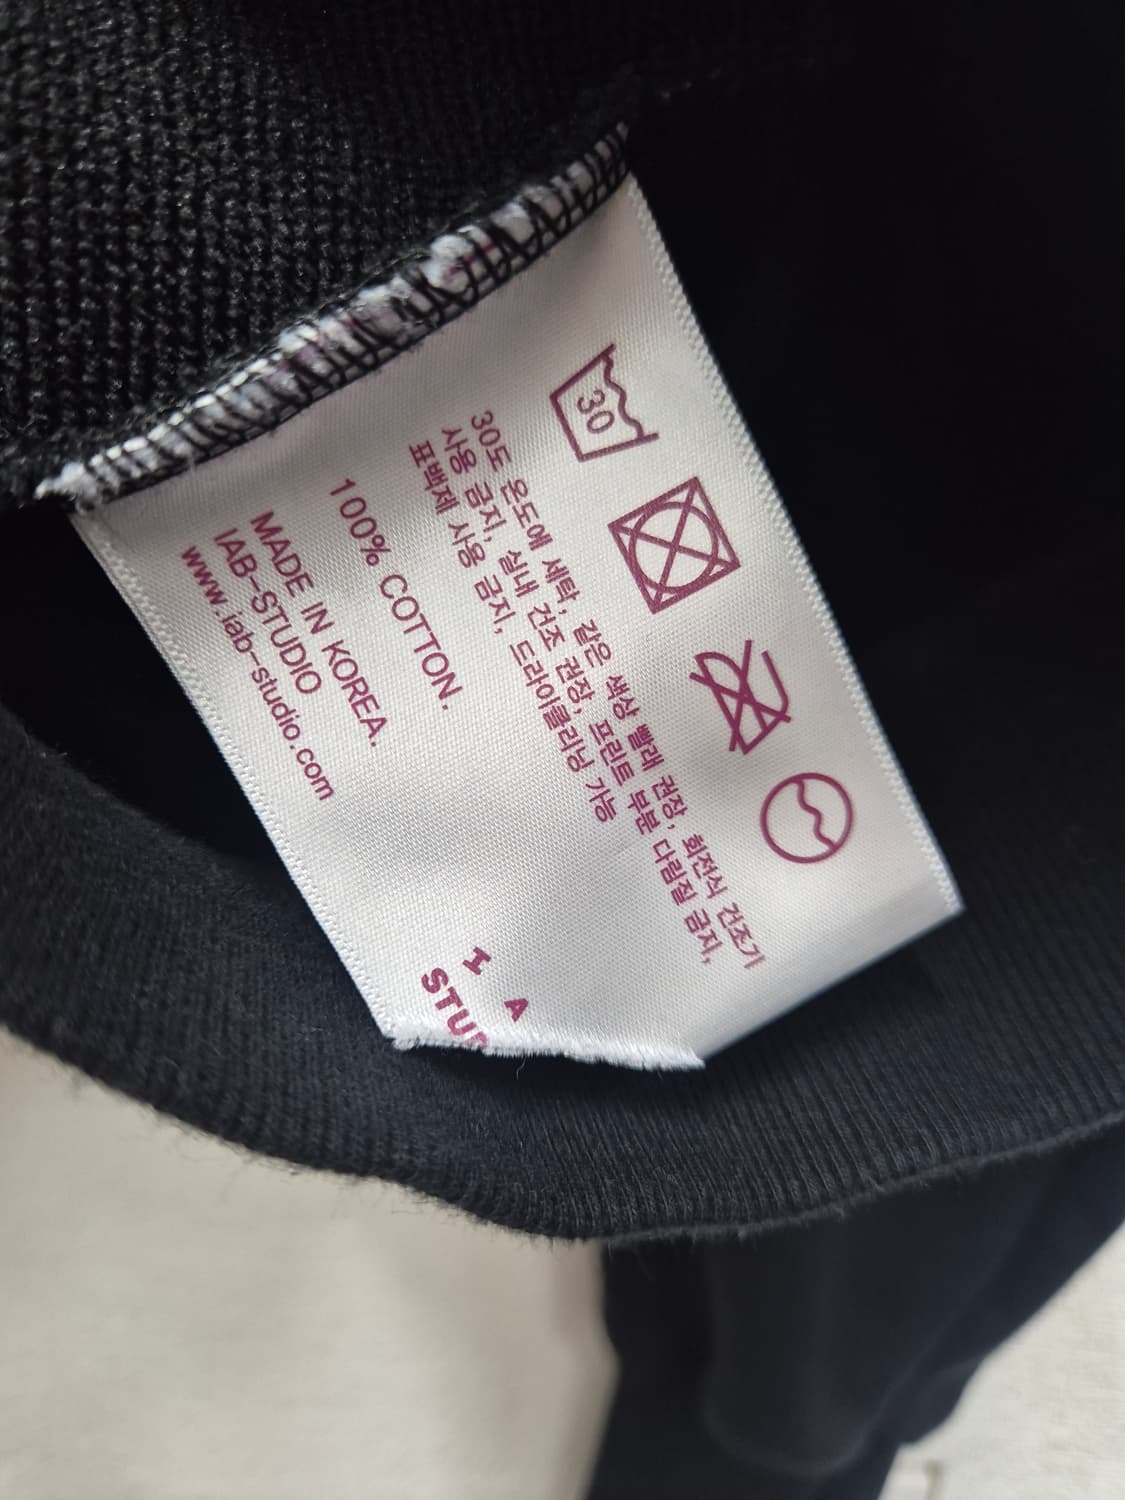 30
30도 온도에 세탁, 같은 색상 빨래 권장, 회전식 건조기
사용 금지, 실내 건조 권장, 프린트 부분 다림질 금지,
표백제 사용 금지, 드라이클리닝 가능
100% COTTON.
MADE IN KOREA.
IAB-STUDIO
www.iab-studio.com
I A
STU